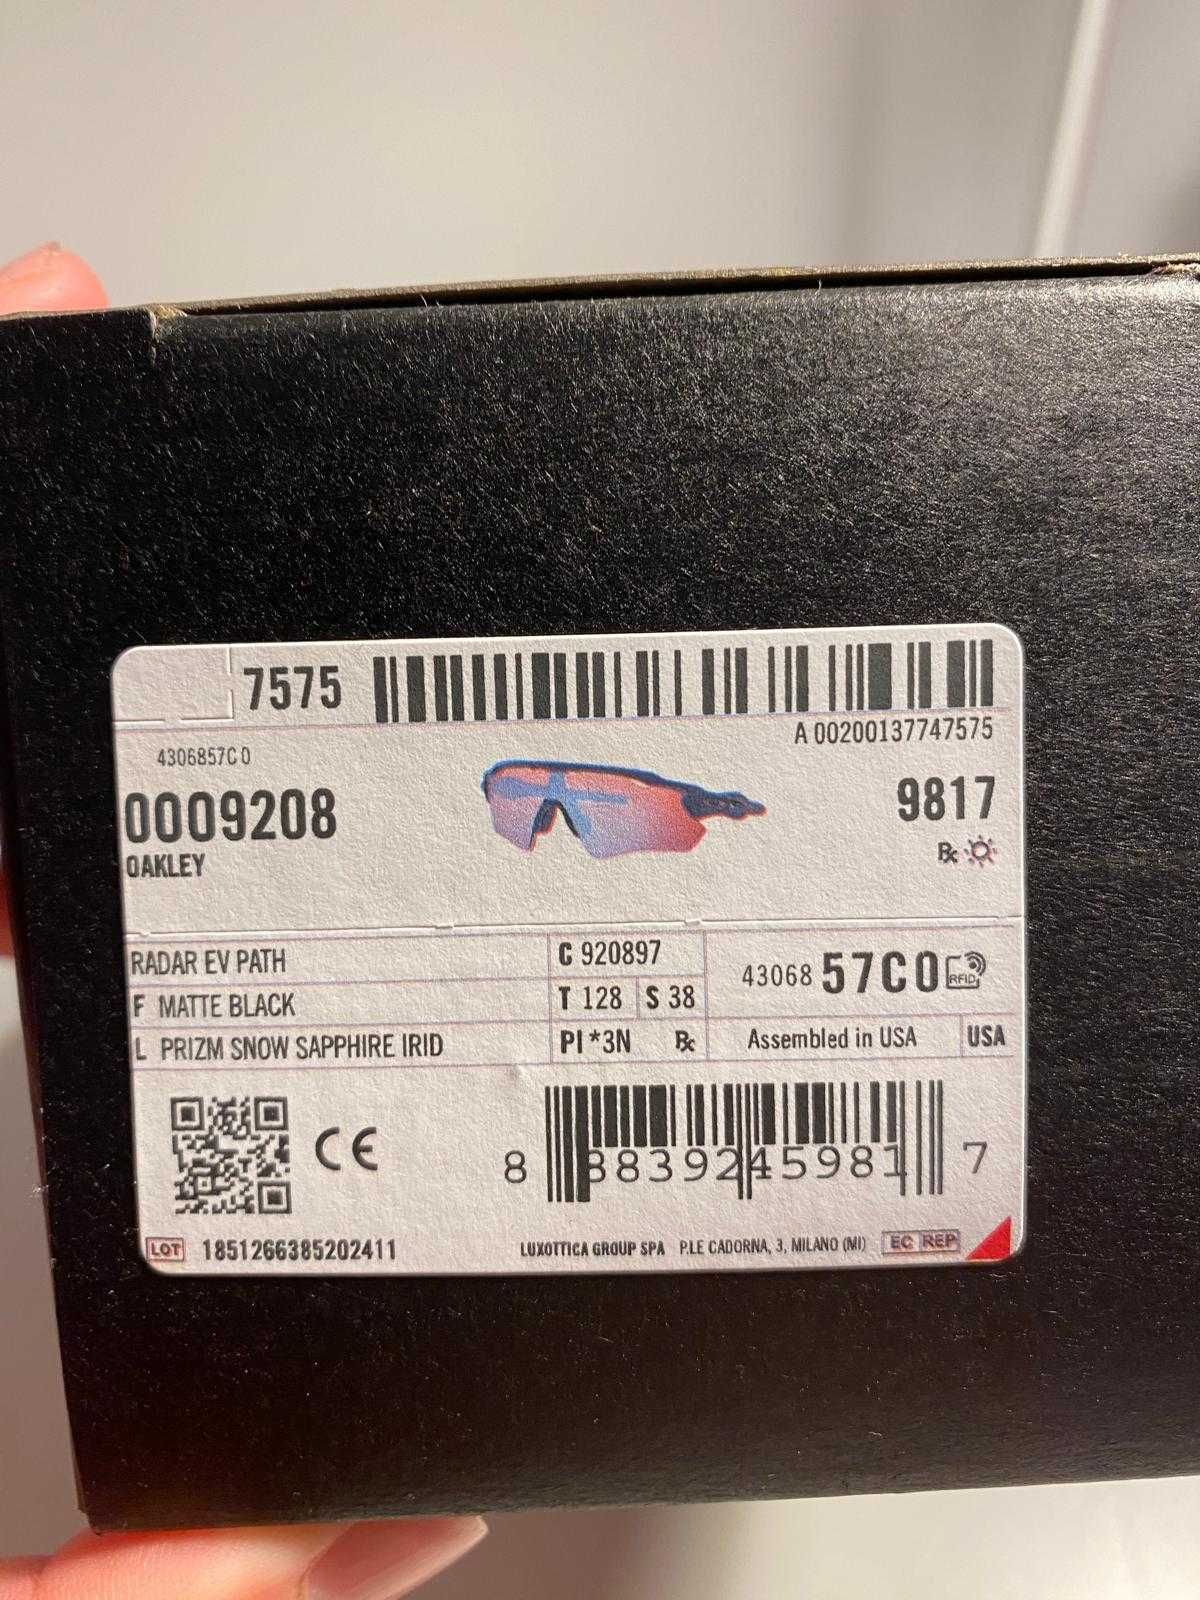 7575
A 00200137747575
4306857C0
0009208
OAKLEY
9817
Rx
RADAR EV PATH
C 920897
F MATTE BLACK
T 128 S 38
43068 57C0 RFID
L PRIZM SNOW SAPPHIRE IRID
PI *3N Rx
Assembled in USA USA
CE
8 88392 45981 7
LOT 1851266385202411
LUXOTTICA GROUP SPA P.LE CADORNA, 3, MILANO (MI) EC REP